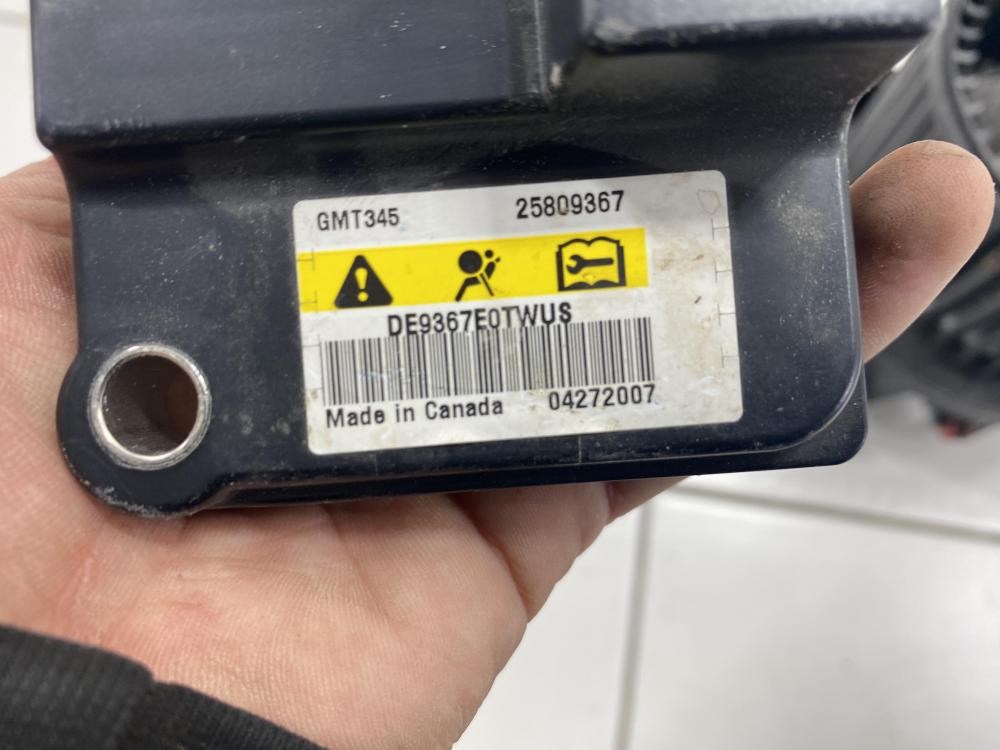 GMT345 25809367
DE9367E0TWUS
Made in Canada 04272007